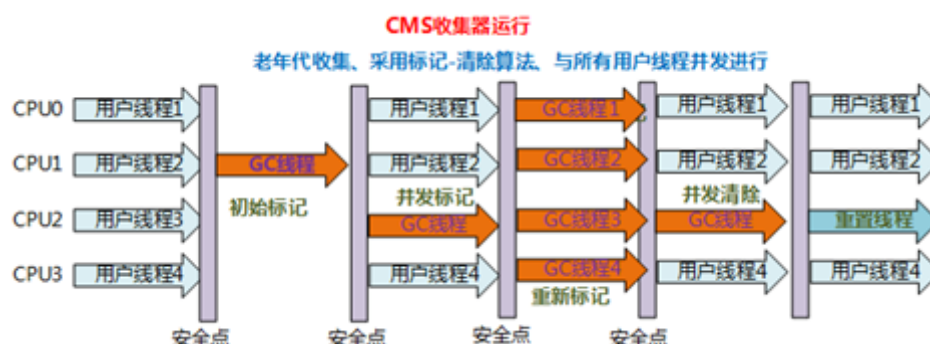 CMS收集器运行
老年代收集、采用标记-清除算法、与所有用户线程并发进行
CPU0 用户线程1 用户线程1 GC线程1 用户线程1 用户线程1
CPU1 用户线程2 GC线程 用户线程2 GC线程2 用户线程2 用户线程2
初始标记 并发标记 并发清除
CPU2 用户线程3 GC线程 GC线程3 GC线程 重置线程
CPU3 用户线程4 用户线程4 GC线程4 用户线程4 用户线程4
重新标记
安全点 安全点 安全点 安全点